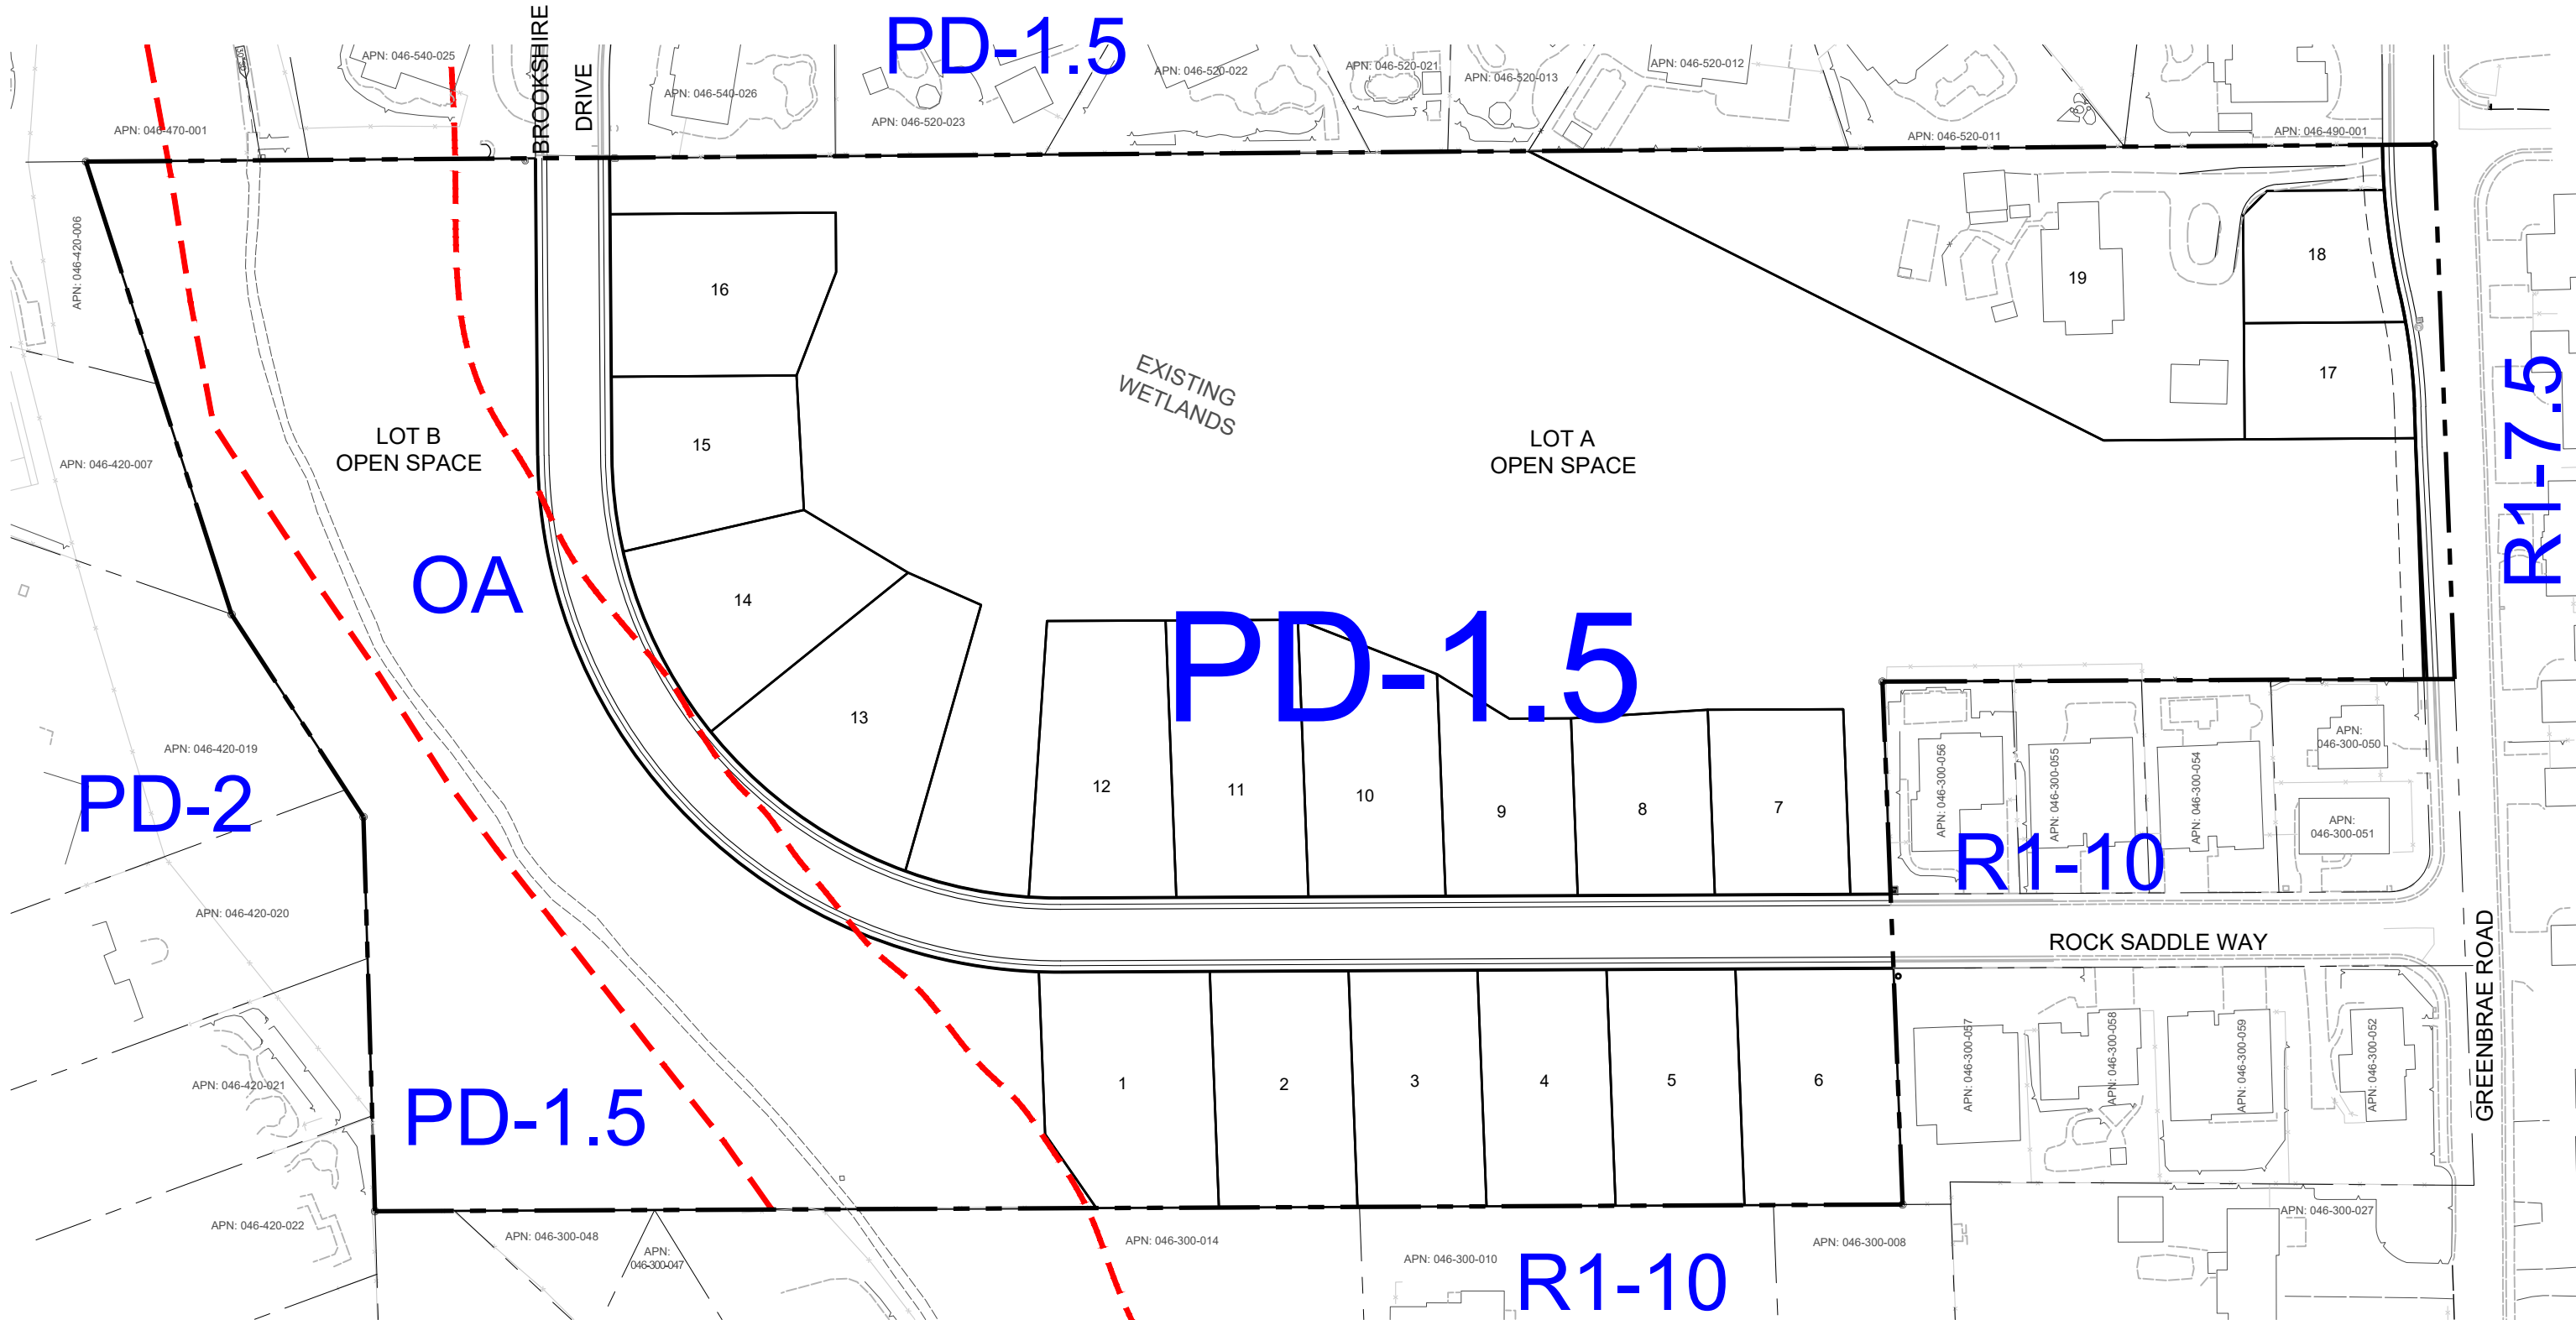 BROOKSHIRE
DRIVE
PD-1.5
APN: 046-540-025
APN: 046-540-026
APN: 046-520-023
APN: 046-520-022
APN: 046-520-021
APN: 046-520-013
APN: 046-520-012
APN: 046-520-011
APN: 046-490-001
APN: 046-470-001
APN: 046-420-006
16
19
18
17
EXISTING
WETLANDS
R1-7.5
LOT B
OPEN SPACE
15
LOT A
OPEN SPACE
APN: 046-420-007
OA
14
PD-1.5
13
12
11
10
9
8
7
APN: 046-300-056
APN: 046-300-055
APN: 046-300-054
APN:
046-300-050
APN:
046-300-051
R1-10
APN: 046-420-019
PD-2
APN: 046-420-020
ROCK SADDLE WAY
GREENBRAE ROAD
APN: 046-420-021
PD-1.5
1
2
3
4
5
6
APN: 046-300-057
APN: 046-300-058
APN: 046-300-059
APN: 046-300-052
APN: 046-420-022
APN: 046-300-048
APN:
046-300-047
APN: 046-300-014
APN: 046-300-010
R1-10
APN: 046-300-008
APN: 046-300-027